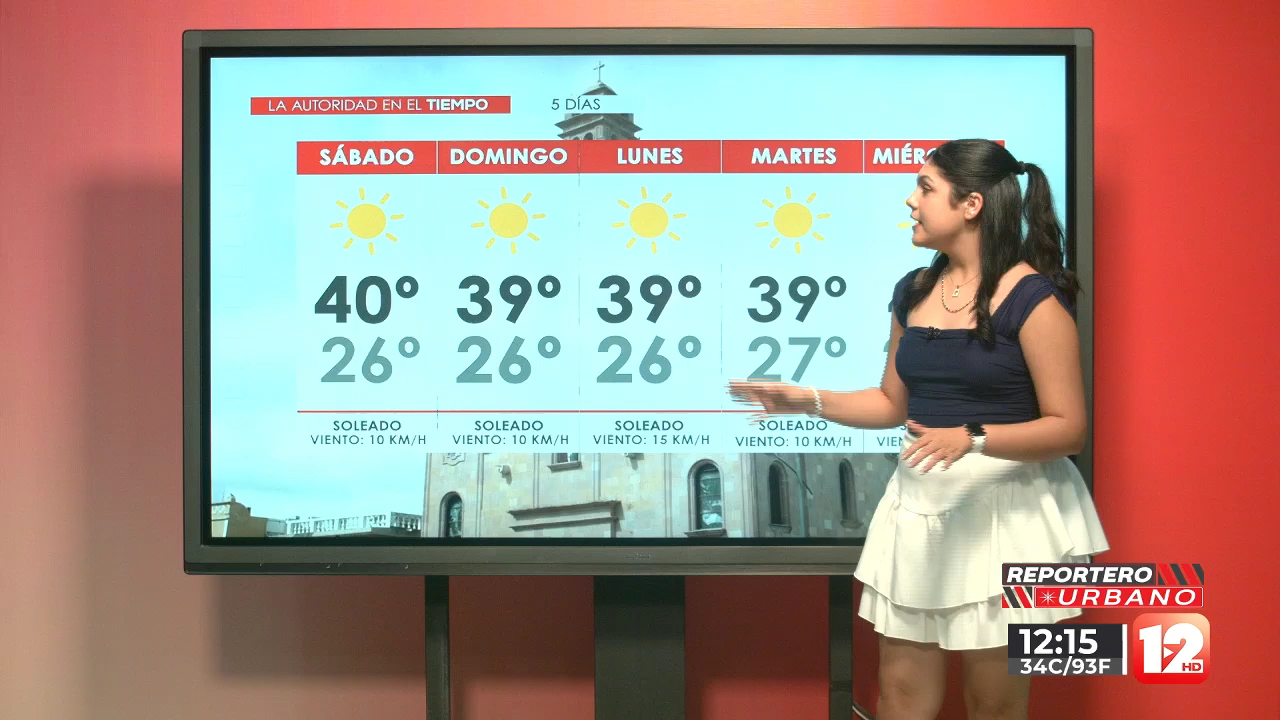 LA AUTORIDAD EN EL TIEMPO
5 DÍAS
SÁBADO DOMINGO LUNES MARTES
40° 39° 39° 39°
26° 26° 26° 27°
SOLEADO SOLEADO SOLEADO SOLEADO
VIENTO: 10 KM/H VIENTO: 10 KM/H VIENTO: 15 KM/H VIENTO: 10 KM/H
REPORTERO
URBANO
12:15
34C/93F
12
HD